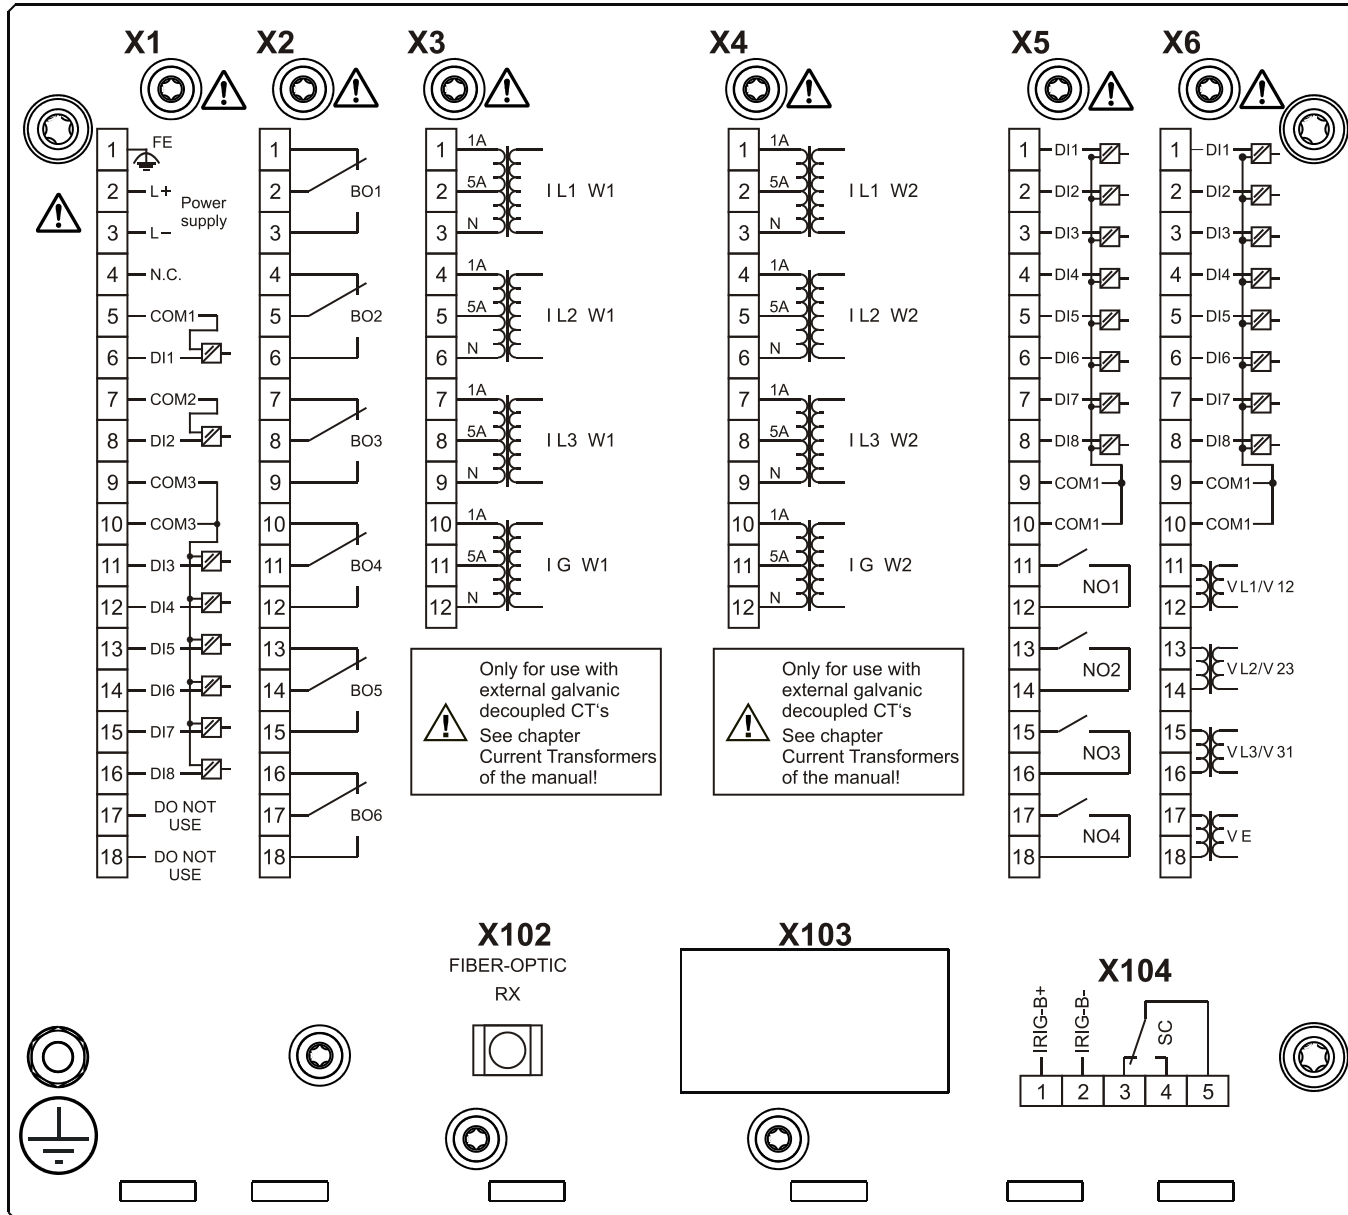 X1 X2 X3 X4 X5 X6
1 FE
2 L+
Power
supply
3 L–
4 N.C.
5 COM1
6 DI1
7 COM2
8 DI2
9 COM3
10 COM3
11 DI3
12 DI4
13 DI5
14 DI6
15 DI7
16 DI8
17 DO NOT
USE
18 DO NOT
USE
1
2 BO1
3
4
5 BO2
6
7
8 BO3
9
10
11 BO4
12
13
14 BO5
15
16
17 BO6
18
1 1A
2 5A I L1 W1
3 N
4 1A
5 5A I L2 W1
6 N
7 1A
8 5A I L3 W1
9 N
10 1A
11 5A I G W1
12 N
Only for use with
external galvanic
decoupled CT‘s
See chapter
Current Transformers
of the manual!
1 1A
2 5A I L1 W2
3 N
4 1A
5 5A I L2 W2
6 N
7 1A
8 5A I L3 W2
9 N
10 1A
11 5A I G W2
12 N
Only for use with
external galvanic
decoupled CT‘s
See chapter
Current Transformers
of the manual!
1 DI1
2 DI2
3 DI3
4 DI4
5 DI5
6 DI6
7 DI7
8 DI8
9 COM1
10 COM1
11
NO1
12
13
NO2
14
15
NO3
16
17
NO4
18
1 DI1
2 DI2
3 DI3
4 DI4
5 DI5
6 DI6
7 DI7
8 DI8
9 COM1
10 COM1
11
V L1/V 12
12
13
V L2/V 23
14
15
V L3/V 31
16
17
V E
18
X102
FIBER-OPTIC
RX
X103
X104
IRIG-B+
IRIG-B-
SC
1 2 3 4 5